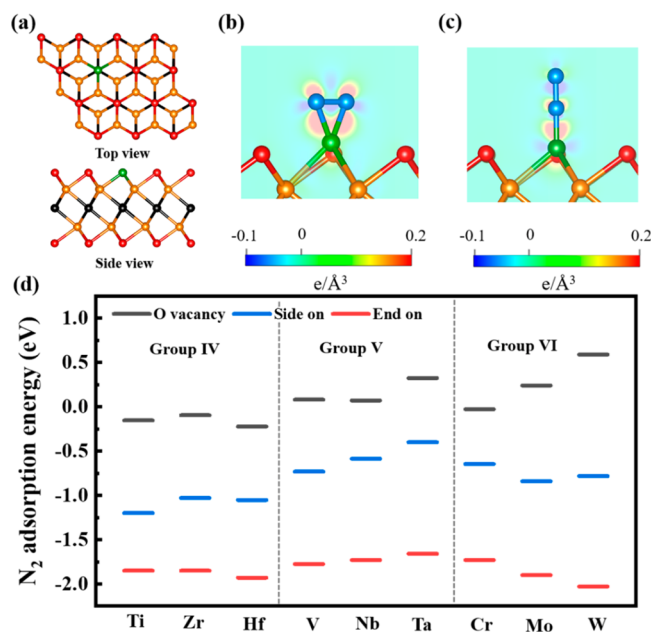 (a)
(b)
(c)
Top view
Side view
-0.1 0 0.2
e/Å³
-0.1 0 0.2
e/Å³
(d)
O vacancy Side on End on
Group IV Group V Group VI
N₂ adsorption energy (eV)
1.0
0.5
0.0
-0.5
-1.0
-1.5
-2.0
Ti Zr Hf V Nb Ta Cr Mo W